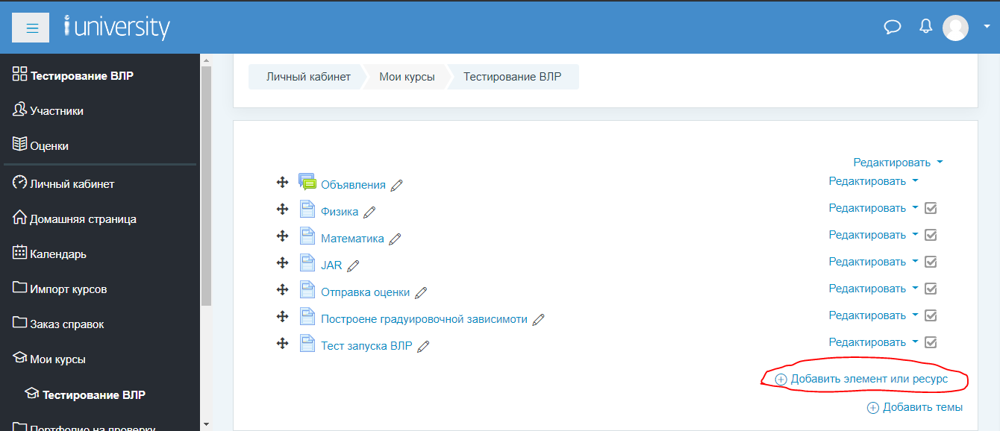 i university
Тестирование ВЛР
Участники
Оценки
Личный кабинет
Домашняя страница
Календарь
Импорт курсов
Заказ справок
Мои курсы
Тестирование ВЛР
Портфолио на проверку
Личный кабинет Мои курсы Тестирование ВЛР
Редактировать
Объявления Редактировать
Физика Редактировать
Математика Редактировать
JAR Редактировать
Отправка оценки Редактировать
Построене градуировочной зависимоти Редактировать
Тест запуска ВЛР Редактировать
Добавить элемент или ресурс
Добавить темы